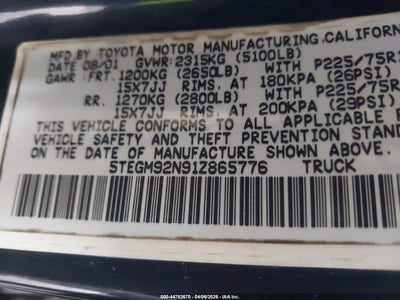 MFD.BY TOYOTA MOTOR MANUFACTURING.CALIFORN
DATE 08/01 GVWR:2315KG (5100LB)
GAWR: FRT.1200KG (2650LB) WITH P225/75R1
15X7JJ RIMS, AT 180KPA (26PSI)
RR. 1270KG (2800LB) WITH P225/75R
15X7JJ RIMS, AT 200KPA (29PSI)
THIS VEHICLE CONFORMS TO ALL APPLICABLE
VEHICLE SAFETY AND THEFT PREVENTION STAND
ON THE DATE OF MANUFACTURE SHOWN ABOVE.
5TEGM92N91Z865776 TRUCK
000-44782670 - 04/06/2026 - IAA Inc.